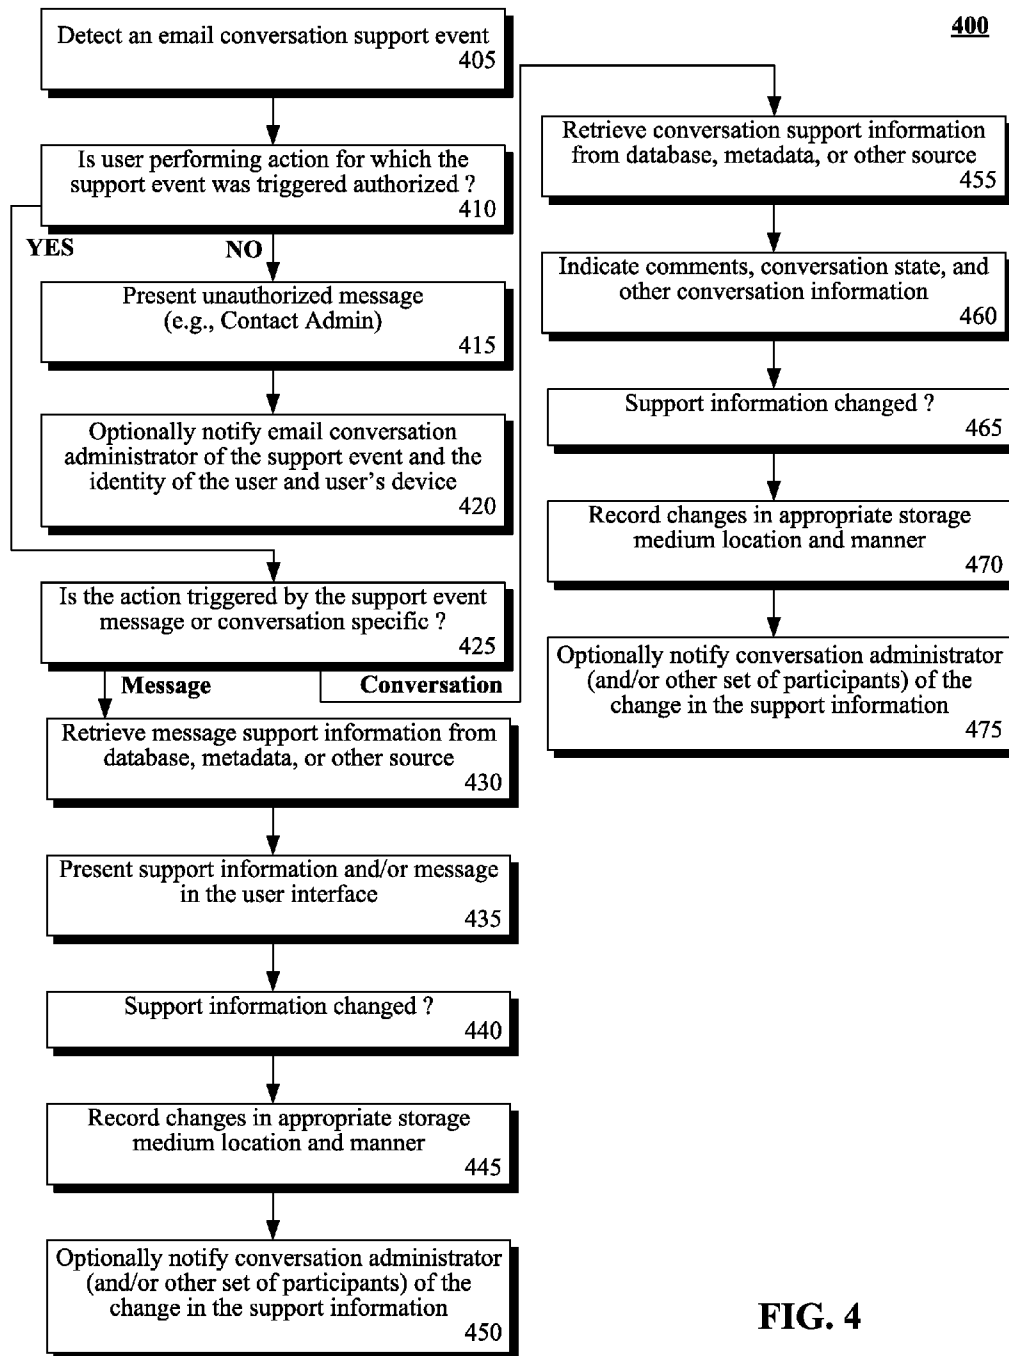 400
Detect an email conversation support event
405
Is user performing action for which the
support event was triggered authorized ?
410
YES
NO
Present unauthorized message
(e.g., Contact Admin)
415
Optionally notify email conversation
administrator of the support event and the
identity of the user and user's device
420
Is the action triggered by the support event
message or conversation specific ?
425
Message
Conversation
Retrieve message support information from
database, metadata, or other source
430
Present support information and/or message
in the user interface
435
Support information changed ?
440
Record changes in appropriate storage
medium location and manner
445
Optionally notify conversation administrator
(and/or other set of participants) of the
change in the support information
450
Retrieve conversation support information
from database, metadata, or other source
455
Indicate comments, conversation state, and
other conversation information
460
Support information changed ?
465
Record changes in appropriate storage
medium location and manner
470
Optionally notify conversation administrator
(and/or other set of participants) of the
change in the support information
475
FIG. 4